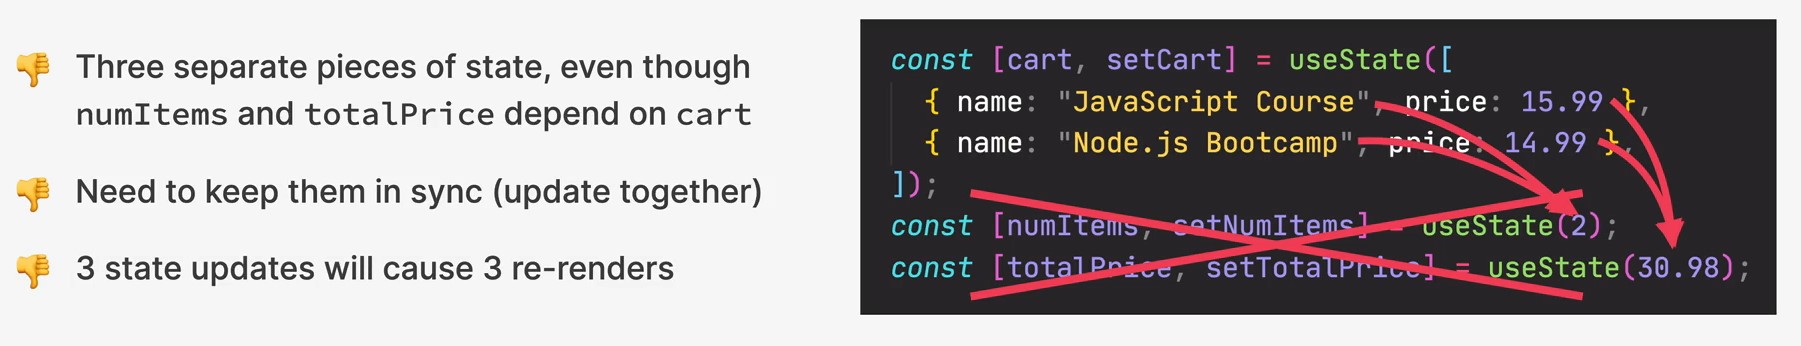 Three separate pieces of state, even though
numItems and totalPrice depend on cart
Need to keep them in sync (update together)
3 state updates will cause 3 re-renders
const [cart, setCart] = useState([
{ name: "JavaScript Course", price: 15.99 },
{ name: "Node.js Bootcamp", price: 14.99 },
]);
const [numItems, setNumItems] = useState(2);
const [totalPrice, setTotalPrice] = useState(30.98);